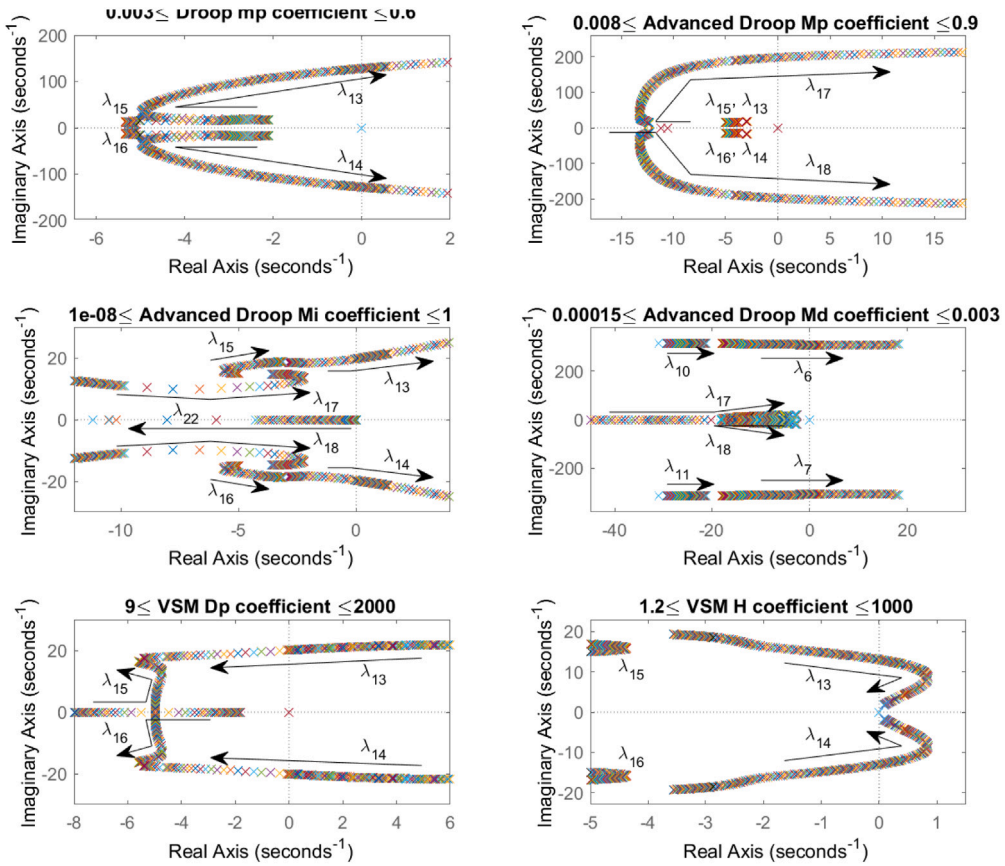 0.003≤ Droop mp coefficient ≤0.6
200
100
0
-100
-200
Imaginary Axis (seconds⁻¹)
λ15
λ16
λ13
λ14
-6 -4 -2 0 2
Real Axis (seconds⁻¹)
0.008≤ Advanced Droop Mp coefficient ≤0.9
200
100
0
-100
-200
Imaginary Axis (seconds⁻¹)
λ17
λ15, λ13
λ16, λ14
λ18
-15 -10 -5 0 5 10 15
Real Axis (seconds⁻¹)
1e-08≤ Advanced Droop Mi coefficient ≤1
20
0
-20
Imaginary Axis (seconds⁻¹)
λ15
λ13
λ17
λ22
λ18
λ14
λ16
-10 -5 0
Real Axis (seconds⁻¹)
0.00015≤ Advanced Droop Md coefficient ≤0.003
200
0
-200
Imaginary Axis (seconds⁻¹)
λ10
λ6
λ17
λ18
λ11
λ7
-40 -20 0 20
Real Axis (seconds⁻¹)
9≤ VSM Dp coefficient ≤2000
20
0
-20
Imaginary Axis (seconds⁻¹)
λ15
λ13
λ16
λ14
-8 -6 -4 -2 0 2 4 6
Real Axis (seconds⁻¹)
1.2≤ VSM H coefficient ≤1000
20
10
0
-10
-20
Imaginary Axis (seconds⁻¹)
λ15
λ13
λ14
λ16
-5 -4 -3 -2 -1 0 1
Real Axis (seconds⁻¹)